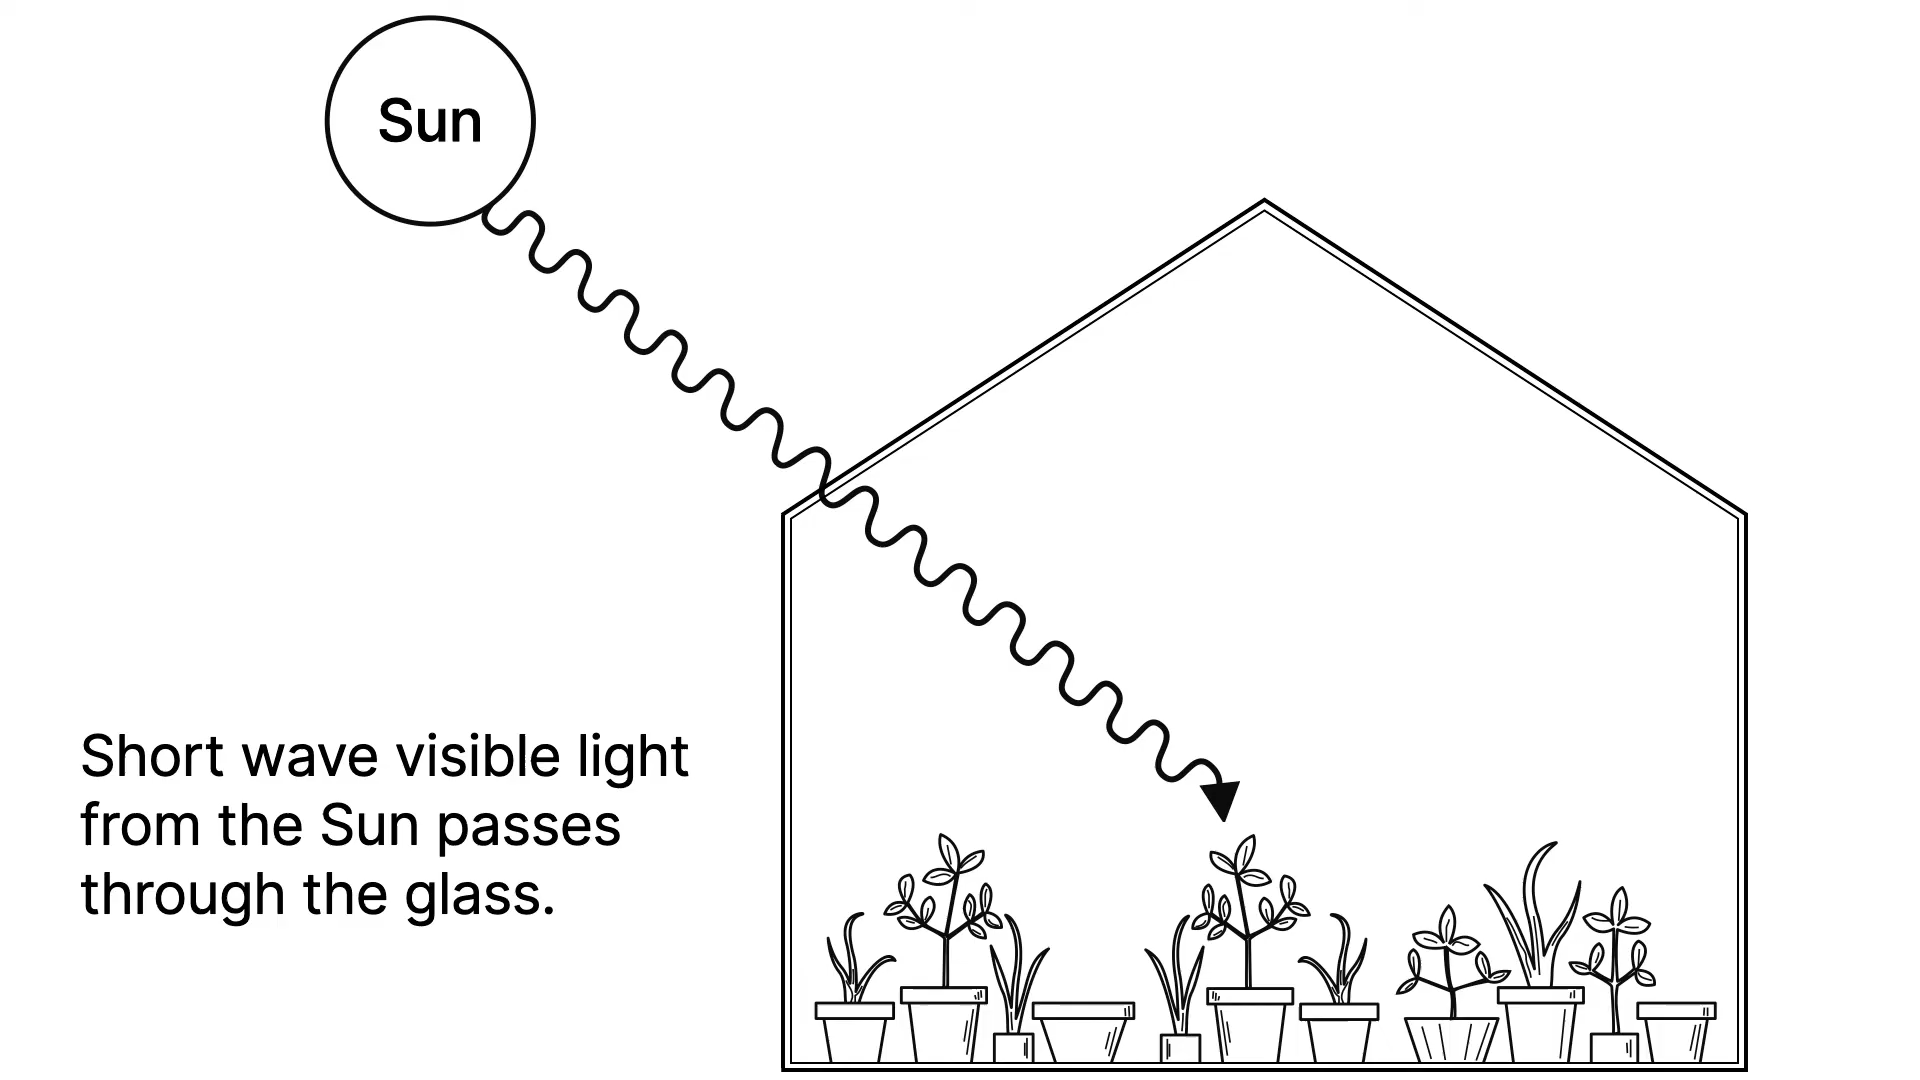 Sun
Short wave visible light
from the Sun passes
through the glass.